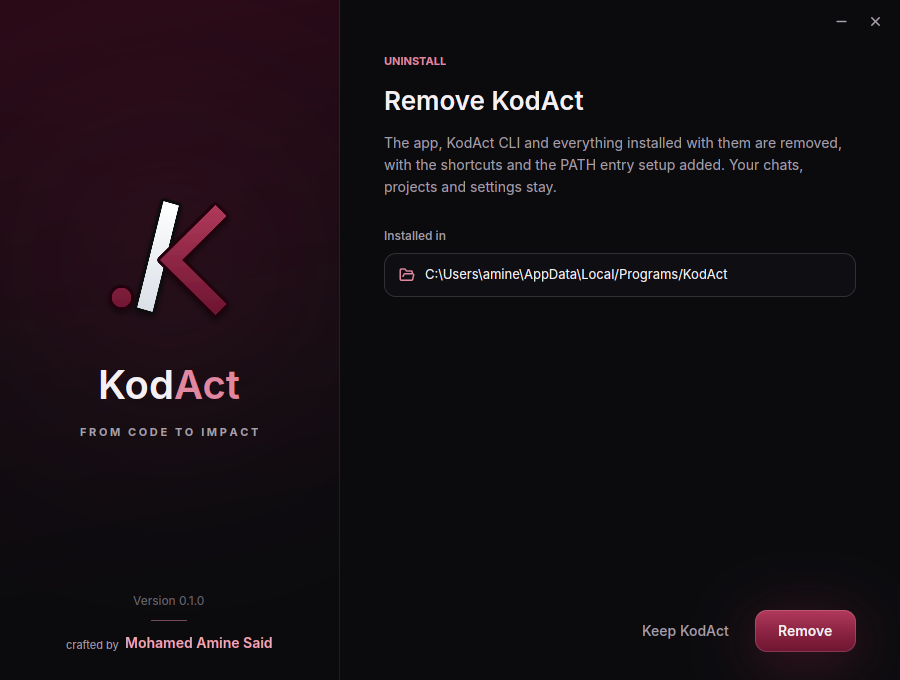 UNINSTALL
Remove KodAct
The app, KodAct CLI and everything installed with them are removed,
with the shortcuts and the PATH entry setup added. Your chats,
projects and settings stay.
Installed in
C:\Users\amine\AppData\Local/Programs/KodAct
KodAct
FROM CODE TO IMPACT
Version 0.1.0
crafted by Mohamed Amine Said
Keep KodAct
Remove